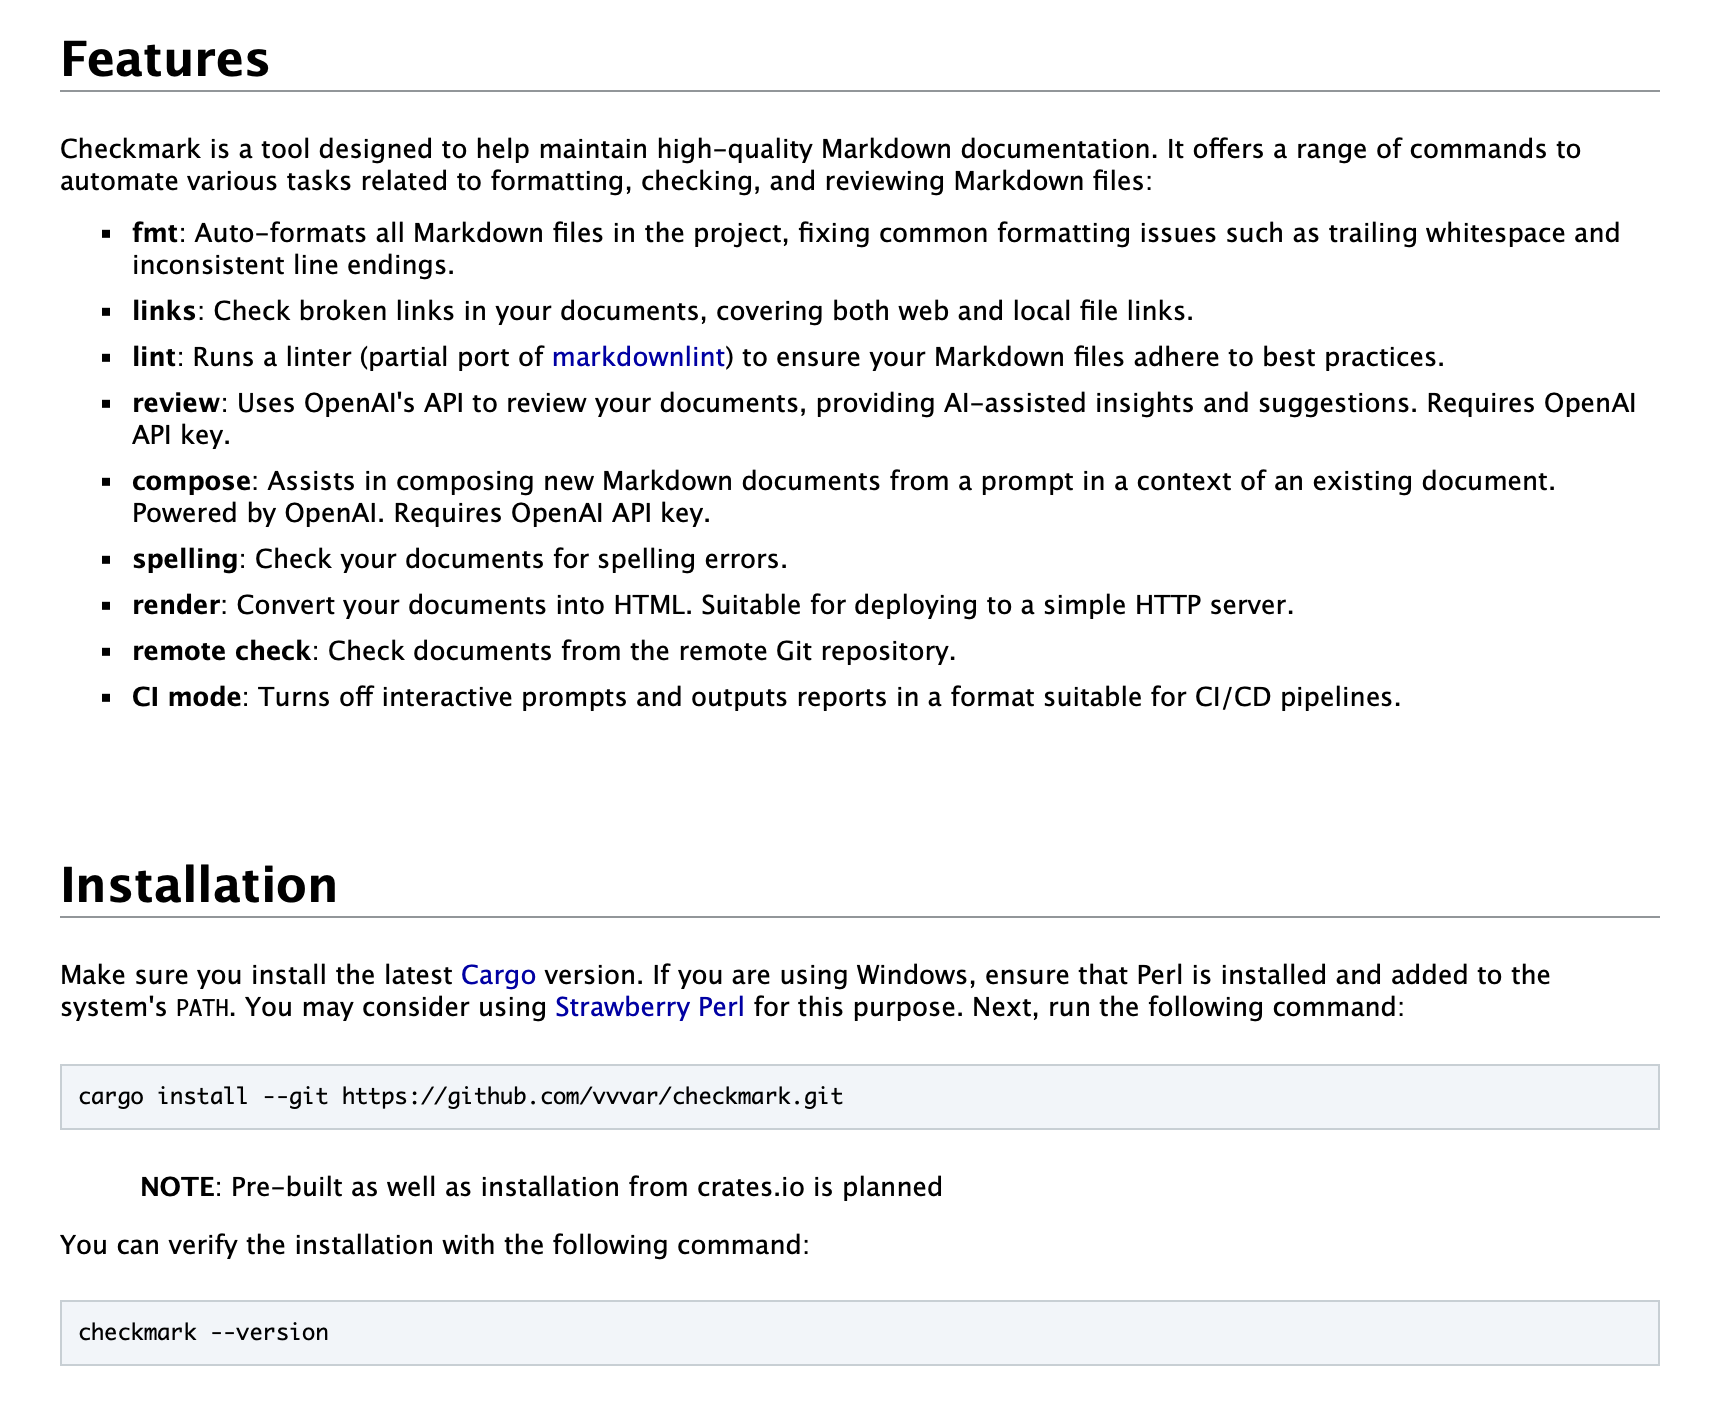 Features
Checkmark is a tool designed to help maintain high-quality Markdown documentation. It offers a range of commands to
automate various tasks related to formatting, checking, and reviewing Markdown files:
▪ fmt: Auto-formats all Markdown files in the project, fixing common formatting issues such as trailing whitespace and
inconsistent line endings.
▪ links: Check broken links in your documents, covering both web and local file links.
▪ lint: Runs a linter (partial port of markdownlint) to ensure your Markdown files adhere to best practices.
▪ review: Uses OpenAI's API to review your documents, providing AI-assisted insights and suggestions. Requires OpenAI
API key.
▪ compose: Assists in composing new Markdown documents from a prompt in a context of an existing document.
Powered by OpenAI. Requires OpenAI API key.
▪ spelling: Check your documents for spelling errors.
▪ render: Convert your documents into HTML. Suitable for deploying to a simple HTTP server.
▪ remote check: Check documents from the remote Git repository.
▪ CI mode: Turns off interactive prompts and outputs reports in a format suitable for CI/CD pipelines.
Installation
Make sure you install the latest Cargo version. If you are using Windows, ensure that Perl is installed and added to the
system's PATH. You may consider using Strawberry Perl for this purpose. Next, run the following command:
cargo install --git https://github.com/vvvar/checkmark.git
NOTE: Pre-built as well as installation from crates.io is planned
You can verify the installation with the following command:
checkmark --version